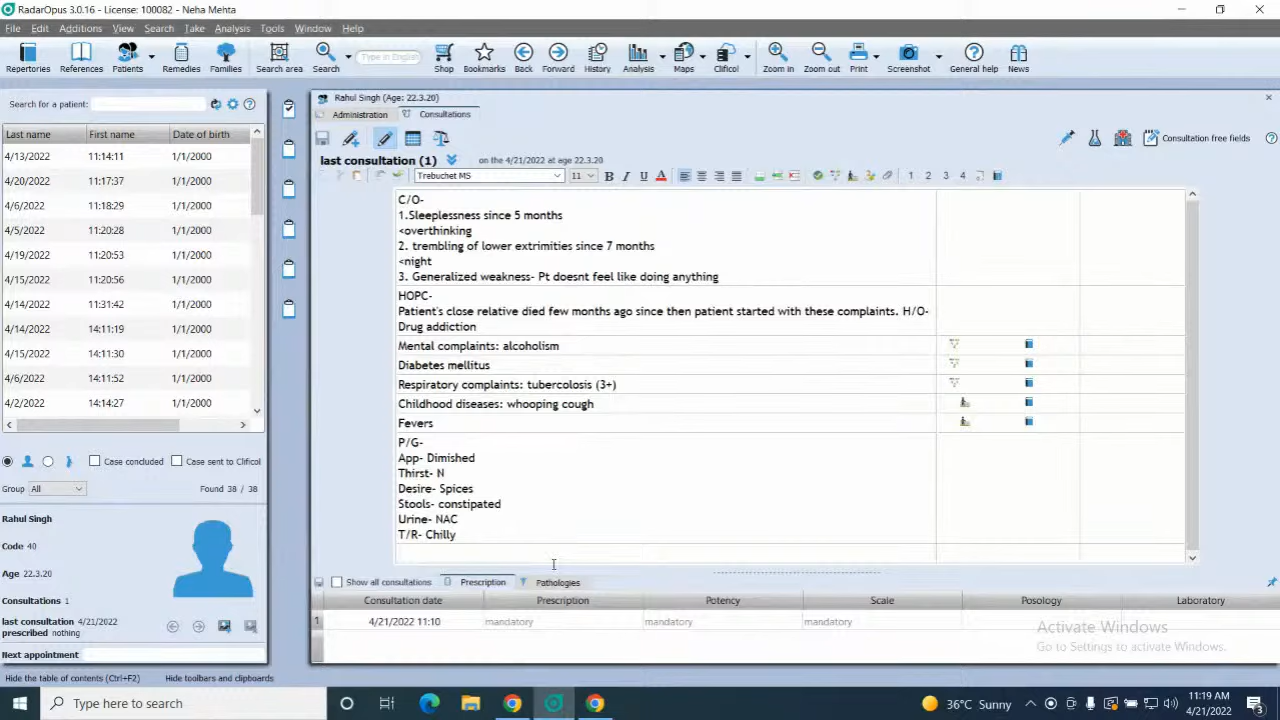 RadarOpus 3.0.16 - License: 100082 - Neha Mehta
File Edit Additions View Search Take Analysis Tools Window Help
Repertories References Patients Remedies Families Search area Search Type in English Shop Bookmarks Back Forward History Analysis Maps Clificol Zoom in Zoom out Print Screenshot General help News
Search for a patient:
Last name First name Date of birth
4/13/2022 11:14:11 1/1/2000
4/20/2022 11:17:37 1/1/2000
4/6/2022 11:18:29 1/1/2000
4/5/2022 11:20:28 1/1/2000
4/19/2022 11:20:53 1/1/2000
4/15/2022 11:20:56 1/1/2000
4/14/2022 11:31:42 1/1/2000
4/14/2022 14:11:19 1/1/2000
4/15/2022 14:11:30 1/1/2000
4/6/2022 14:11:52 1/1/2000
4/2/2022 14:14:27 1/1/2000
Case concluded Case sent to Clificol
Group All Found 38 / 38
Rahul Singh
Code 40
Age 22.3.20
Consultations 1
last consultation 4/21/2022
prescribed nothing
Next appointment
Rahul Singh (Age: 22.3.20)
Administration Consultations
Consultation free fields
last consultation (1) on the 4/21/2022 at age 22.3.20
Trebuchet MS 11 B I U A 1 2 3 4
C/O-
1.Sleeplessness since 5 months
<overthinking
2. trembling of lower extrimities since 7 months
<night
3. Generalized weakness- Pt doesnt feel like doing anything
HOPC-
Patient's close relative died few months ago since then patient started with these complaints. H/O-
Drug addiction
Mental complaints: alcoholism
Diabetes mellitus
Respiratory complaints: tubercolosis (3+)
Childhood diseases: whooping cough
Fevers
P/G-
App- Dimished
Thirst- N
Desire- Spices
Stools- constipated
Urine- NAC
T/R- Chilly
Show all consultations Prescription Pathologies
Consultation date Prescription Potency Scale Posology Laboratory
1 4/21/2022 11:10 mandatory mandatory mandatory
Activate Windows
Go to Settings to activate Windows.
Hide the table of contents (Ctrl+F2) Hide toolbars and clipboards
Type here to search
36°C Sunny
11:19 AM
4/21/2022
3